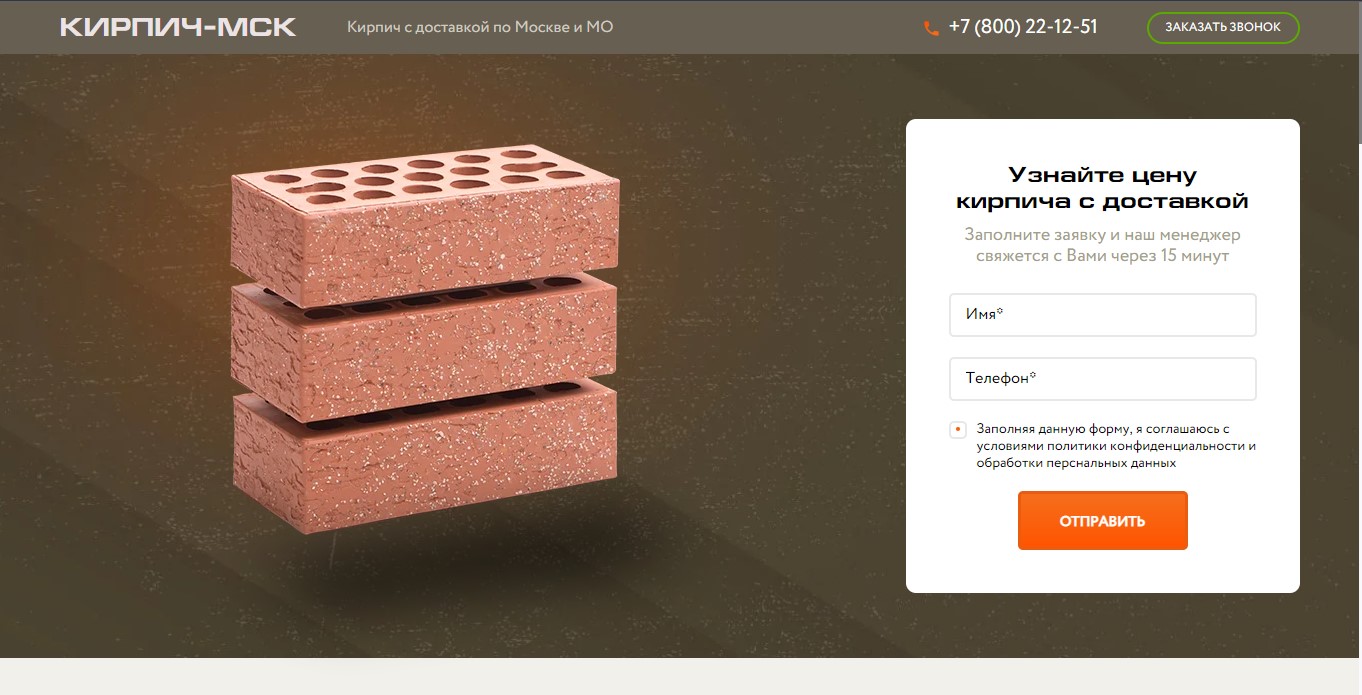 КИРПИЧ-МСК
Кирпич с доставкой по Москве и МО
+7 (800) 22-12-51
ЗАКАЗАТЬ ЗВОНОК
Узнайте цену
кирпича с доставкой
Заполните заявку и наш менеджер
свяжется с Вами через 15 минут
Имя*
Телефон*
Заполняя данную форму, я соглашаюсь с
условиями политики конфиденциальности и
обработки перснальных данных
ОТПРАВИТЬ